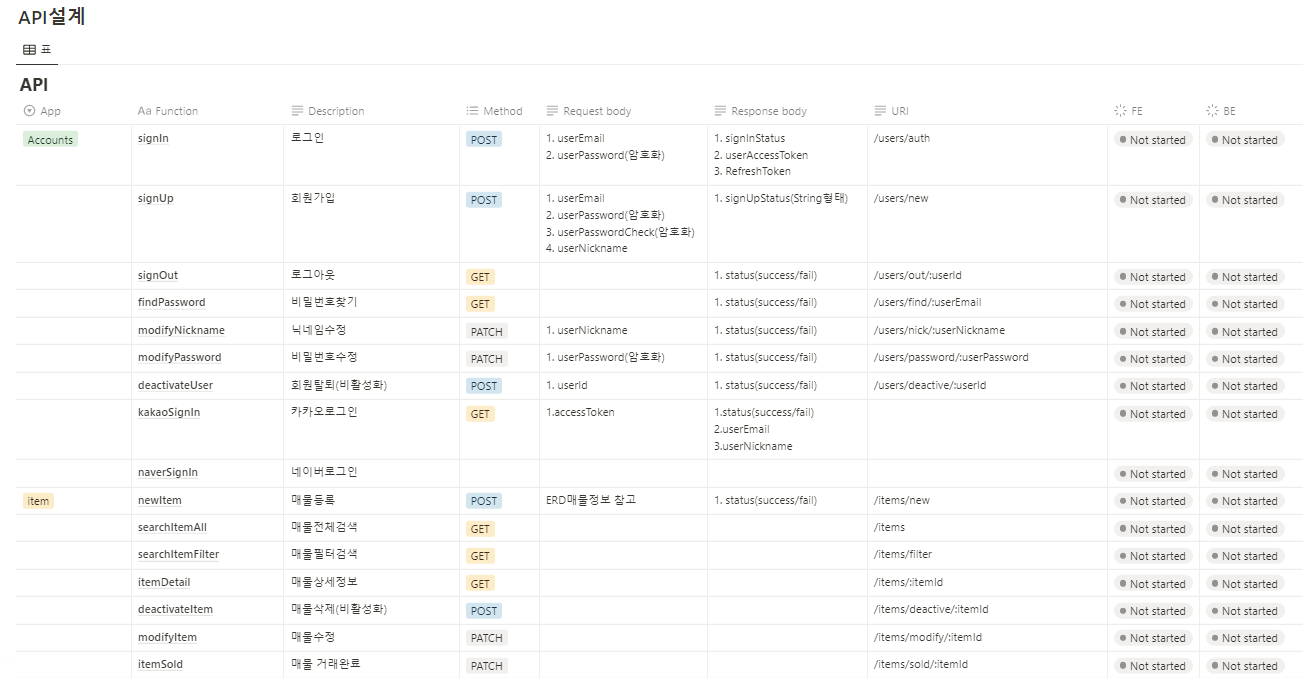 API설계
표
API
App Function Description Method Request body Response body URI FE BE
Accounts signIn 로그인 POST 1. userEmail 1. signInStatus /users/auth Not started Not started
2. userPassword(암호화) 2. userAccessToken
3. RefreshToken
signUp 회원가입 POST 1. userEmail 1. signUpStatus(String형태) /users/new Not started Not started
2. userPassword(암호화)
3. userPasswordCheck(암호화)
4. userNickname
signOut 로그아웃 GET 1. status(success/fail) /users/out/:userId Not started Not started
findPassword 비밀번호찾기 GET 1. status(success/fail) /users/find/:userEmail Not started Not started
modifyNickname 닉네임수정 PATCH 1. userNickname 1. status(success/fail) /users/nick/:userNickname Not started Not started
modifyPassword 비밀번호수정 PATCH 1. userPassword(암호화) 1. status(success/fail) /users/password/:userPassword Not started Not started
deactivateUser 회원탈퇴(비활성화) POST 1. userId 1. status(success/fail) /users/deactive/:userId Not started Not started
kakaoSignIn 카카오로그인 GET 1.accessToken 1.status(success/fail) Not started Not started
2.userEmail
3.userNickname
naverSignIn 네이버로그인 Not started Not started
item newItem 매물등록 POST ERD매물정보 참고 1. status(success/fail) /items/new Not started Not started
searchItemAll 매물전체검색 GET /items Not started Not started
searchItemFilter 매물필터검색 GET /items/filter Not started Not started
itemDetail 매물상세정보 GET /items/:itemId Not started Not started
deactivateItem 매물삭제(비활성화) POST /items/deactive/:itemId Not started Not started
modifyItem 매물수정 PATCH /items/modify/:itemId Not started Not started
itemSold 매물 거래완료 PATCH /items/sold/:itemId Not started Not started